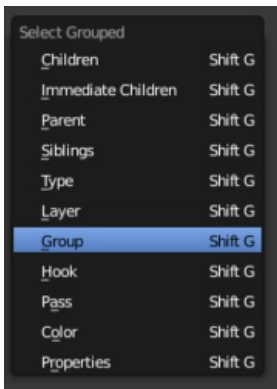 Select Grouped
Children Shift G
Immediate Children Shift G
Parent Shift G
Siblings Shift G
Type Shift G
Layer Shift G
Group Shift G
Hook Shift G
Pass Shift G
Color Shift G
Properties Shift G